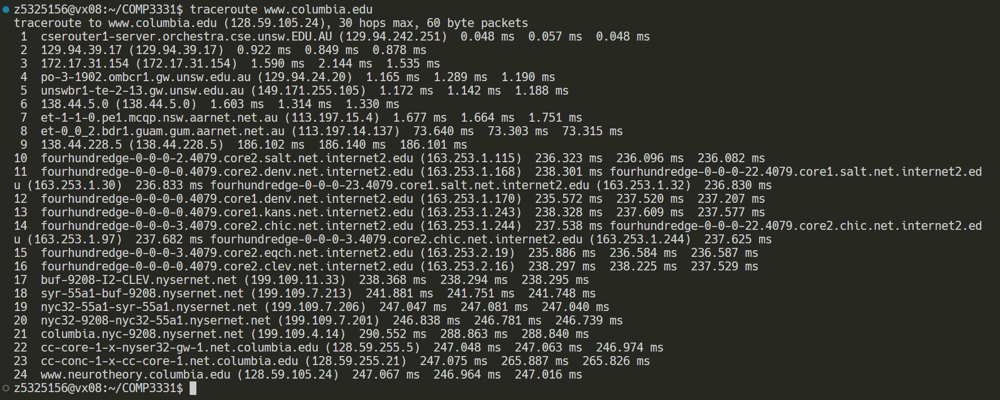 z5325156@vx08:~/COMP3331$ traceroute www.columbia.edu
traceroute to www.columbia.edu (128.59.105.24), 30 hops max, 60 byte packets
 1  cserouter1-server.orchestra.cse.unsw.EDU.AU (129.94.242.251)  0.048 ms  0.057 ms  0.048 ms
 2  129.94.39.17 (129.94.39.17)  0.922 ms  0.849 ms  0.878 ms
 3  172.17.31.154 (172.17.31.154)  1.590 ms  2.144 ms  1.535 ms
 4  po-3-1902.ombcr1.gw.unsw.edu.au (129.94.24.20)  1.165 ms  1.289 ms  1.190 ms
 5  unswbr1-te-2-13.gw.unsw.edu.au (149.171.255.105)  1.172 ms  1.142 ms  1.188 ms
 6  138.44.5.0 (138.44.5.0)  1.603 ms  1.314 ms  1.330 ms
 7  et-1-1-0.pe1.mcqp.nsw.aarnet.net.au (113.197.15.4)  1.677 ms  1.664 ms  1.751 ms
 8  et-0_0_2.bdr1.guam.gum.aarnet.net.au (113.197.14.137)  73.640 ms  73.303 ms  73.315 ms
 9  138.44.228.5 (138.44.228.5)  186.102 ms  186.140 ms  186.101 ms
10  fourhundredge-0-0-0-2.4079.core2.salt.net.internet2.edu (163.253.1.115)  236.323 ms  236.096 ms  236.082 ms
11  fourhundredge-0-0-0-0.4079.core2.denv.net.internet2.edu (163.253.1.168)  238.301 ms fourhundredge-0-0-0-22.4079.core1.salt.net.internet2.ed
u (163.253.1.30)  236.833 ms fourhundredge-0-0-0-23.4079.core1.salt.net.internet2.edu (163.253.1.32)  236.830 ms
12  fourhundredge-0-0-0-0.4079.core1.denv.net.internet2.edu (163.253.1.170)  235.572 ms  237.520 ms  237.207 ms
13  fourhundredge-0-0-0-0.4079.core1.kans.net.internet2.edu (163.253.1.243)  238.328 ms  237.609 ms  237.577 ms
14  fourhundredge-0-0-0-3.4079.core2.chic.net.internet2.edu (163.253.1.244)  237.538 ms fourhundredge-0-0-0-22.4079.core2.chic.net.internet2.ed
u (163.253.1.97)  237.682 ms fourhundredge-0-0-0-3.4079.core2.chic.net.internet2.edu (163.253.1.244)  237.625 ms
15  fourhundredge-0-0-0-3.4079.core2.eqch.net.internet2.edu (163.253.2.19)  235.886 ms  236.584 ms  236.587 ms
16  fourhundredge-0-0-0-0.4079.core2.clev.net.internet2.edu (163.253.2.16)  238.297 ms  238.225 ms  237.529 ms
17  buf-9208-I2-CLEV.nysernet.net (199.109.11.33)  238.368 ms  238.294 ms  238.295 ms
18  syr-55a1-buf-9208.nysernet.net (199.109.7.213)  241.881 ms  241.751 ms  241.748 ms
19  nyc32-55a1-syr-55a1.nysernet.net (199.109.7.206)  247.047 ms  247.081 ms  247.040 ms
20  nyc32-9208-nyc32-55a1.nysernet.net (199.109.7.201)  246.838 ms  246.781 ms  246.739 ms
21  columbia.nyc-9208.nysernet.net (199.109.4.14)  290.552 ms  288.863 ms  288.840 ms
22  cc-core-1-x-nyser32-gw-1.net.columbia.edu (128.59.255.5)  247.048 ms  247.063 ms  246.974 ms
23  cc-conc-1-x-cc-core-1.net.columbia.edu (128.59.255.21)  247.075 ms  265.887 ms  265.826 ms
24  www.neurotheory.columbia.edu (128.59.105.24)  247.067 ms  246.964 ms  247.016 ms
z5325156@vx08:~/COMP3331$